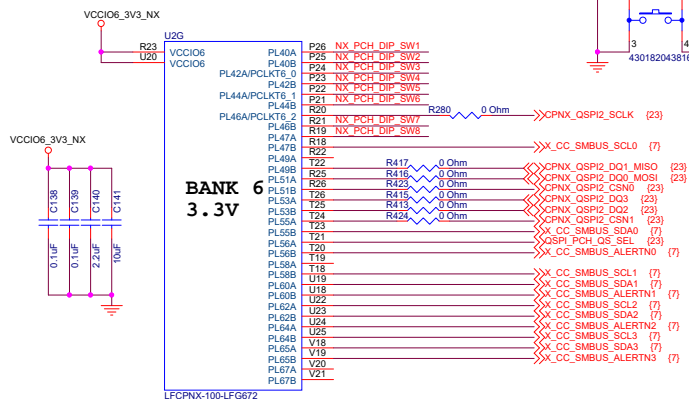 VCCIO6_3V3_NX
U2G
3 4
430182043816
R23 VCCIO6 PL40A P26 NX_PCH_DIP_SW1
U20 VCCIO6 PL40B P25 NX_PCH_DIP_SW2
PL42A/PCLKT6_0 P24 NX_PCH_DIP_SW3
PL42B P23 NX_PCH_DIP_SW4
PL44A/PCLKT6_1 P22 NX_PCH_DIP_SW5
PL44B P21 NX_PCH_DIP_SW6
PL46A/PCLKT6_2 R20 R280 0 Ohm CPNX_QSPI2_SCLK {23}
PL46B R21 NX_PCH_DIP_SW7
PL47A R19 NX_PCH_DIP_SW8
VCCIO6_3V3_NX
PL47B R18 X_CC_SMBUS_SCL0 {7}
PL49A R22
PL49B T22 R417 0 Ohm CPNX_QSPI2_DQ1_MISO {23}
PL51A R25 R416 0 Ohm CPNX_QSPI2_DQ0_MOSI {23}
BANK 6
PL51B R26 R423 0 Ohm CPNX_QSPI2_CSN0 {23}
3.3V
PL53A T26 R415 0 Ohm CPNX_QSPI2_DQ3 {23}
PL53B T25 R413 0 Ohm CPNX_QSPI2_DQ2 {23}
PL55A T24 R424 0 Ohm CPNX_QSPI2_CSN1 {23}
C138 C139 C140 C141
0.1uF 0.1uF 2.2uF 10uF
PL55B T23 X_CC_SMBUS_SDA0 {7}
PL56A T21 QSPI_PCH_QS_SEL {23}
PL56B T20 X_CC_SMBUS_ALERTN0 {7}
PL58A T19
PL58B T18 X_CC_SMBUS_SCL1 {7}
PL60A U19 X_CC_SMBUS_SDA1 {7}
PL60B U18 X_CC_SMBUS_ALERTN1 {7}
PL62A U22 X_CC_SMBUS_SCL2 {7}
PL62B U23 X_CC_SMBUS_SDA2 {7}
PL64A U24 X_CC_SMBUS_ALERTN2 {7}
PL64B U25 X_CC_SMBUS_SCL3 {7}
PL65A V18 X_CC_SMBUS_SDA3 {7}
PL65B V19 X_CC_SMBUS_ALERTN3 {7}
PL67A V20
PL67B V21
LFCPNX-100-LFG672